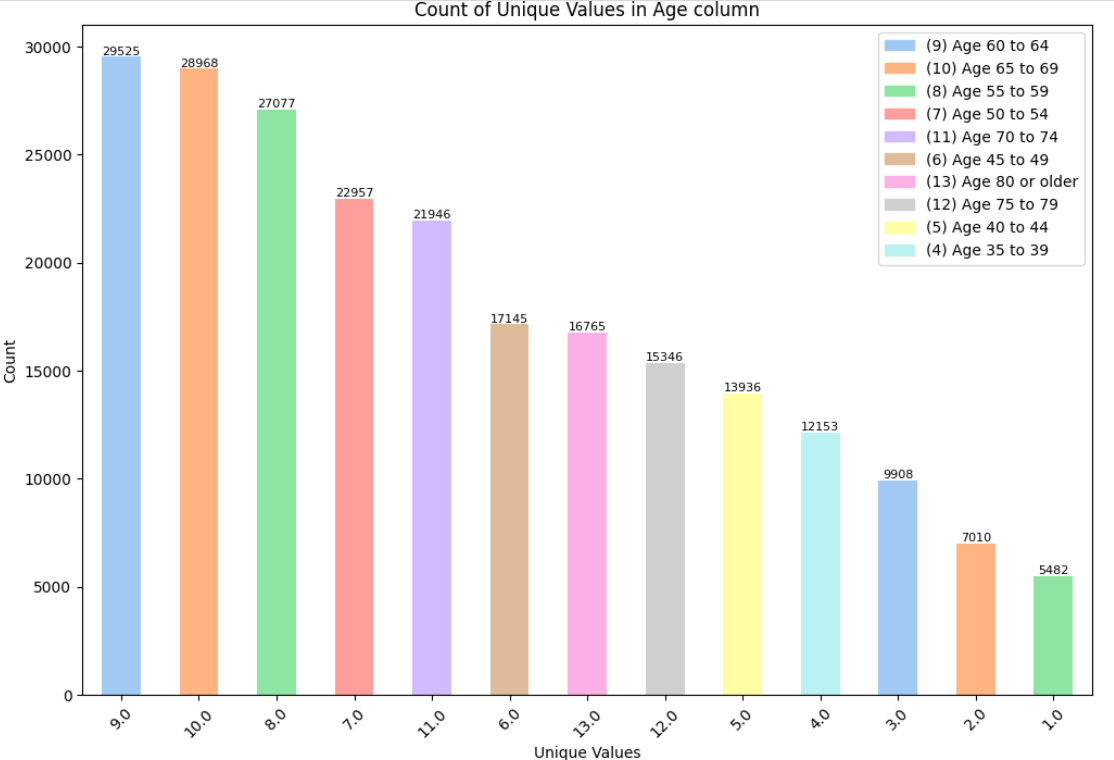 Count of Unique Values in Age column
30000
25000
20000
15000
10000
5000
0
Count
29525
28968
27077
22957
21946
17145
16765
15346
13936
12153
9908
7010
5482
(9) Age 60 to 64
(10) Age 65 to 69
(8) Age 55 to 59
(7) Age 50 to 54
(11) Age 70 to 74
(6) Age 45 to 49
(13) Age 80 or older
(12) Age 75 to 79
(5) Age 40 to 44
(4) Age 35 to 39
9.0
10.0
8.0
7.0
11.0
6.0
13.0
12.0
5.0
4.0
3.0
2.0
1.0
Unique Values